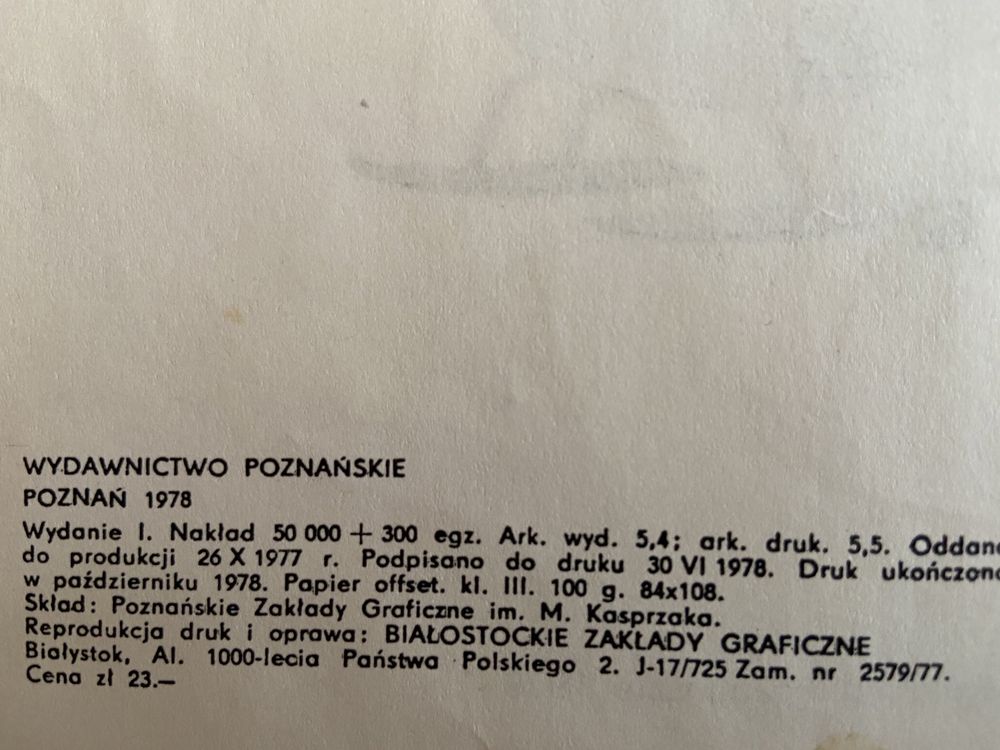 WYDAWNICTWO POZNAŃSKIE
POZNAŃ 1978
Wydanie I. Nakład 50 000 + 300 egz. Ark. wyd. 5,4; ark. druk. 5,5. Oddano
do produkcji 26 X 1977 r. Podpisano do druku 30 VI 1978. Druk ukończono
w październiku 1978. Papier offset. kl. III. 100 g. 84x108.
Skład: Poznańskie Zakłady Graficzne im. M. Kasprzaka.
Reprodukcja druk i oprawa: BIAŁOSTOCKIE ZAKŁADY GRAFICZNE
Białystok, Al. 1000-lecia Państwa Polskiego 2. J-17/725 Zam. nr 2579/77.
Cena zł 23.—